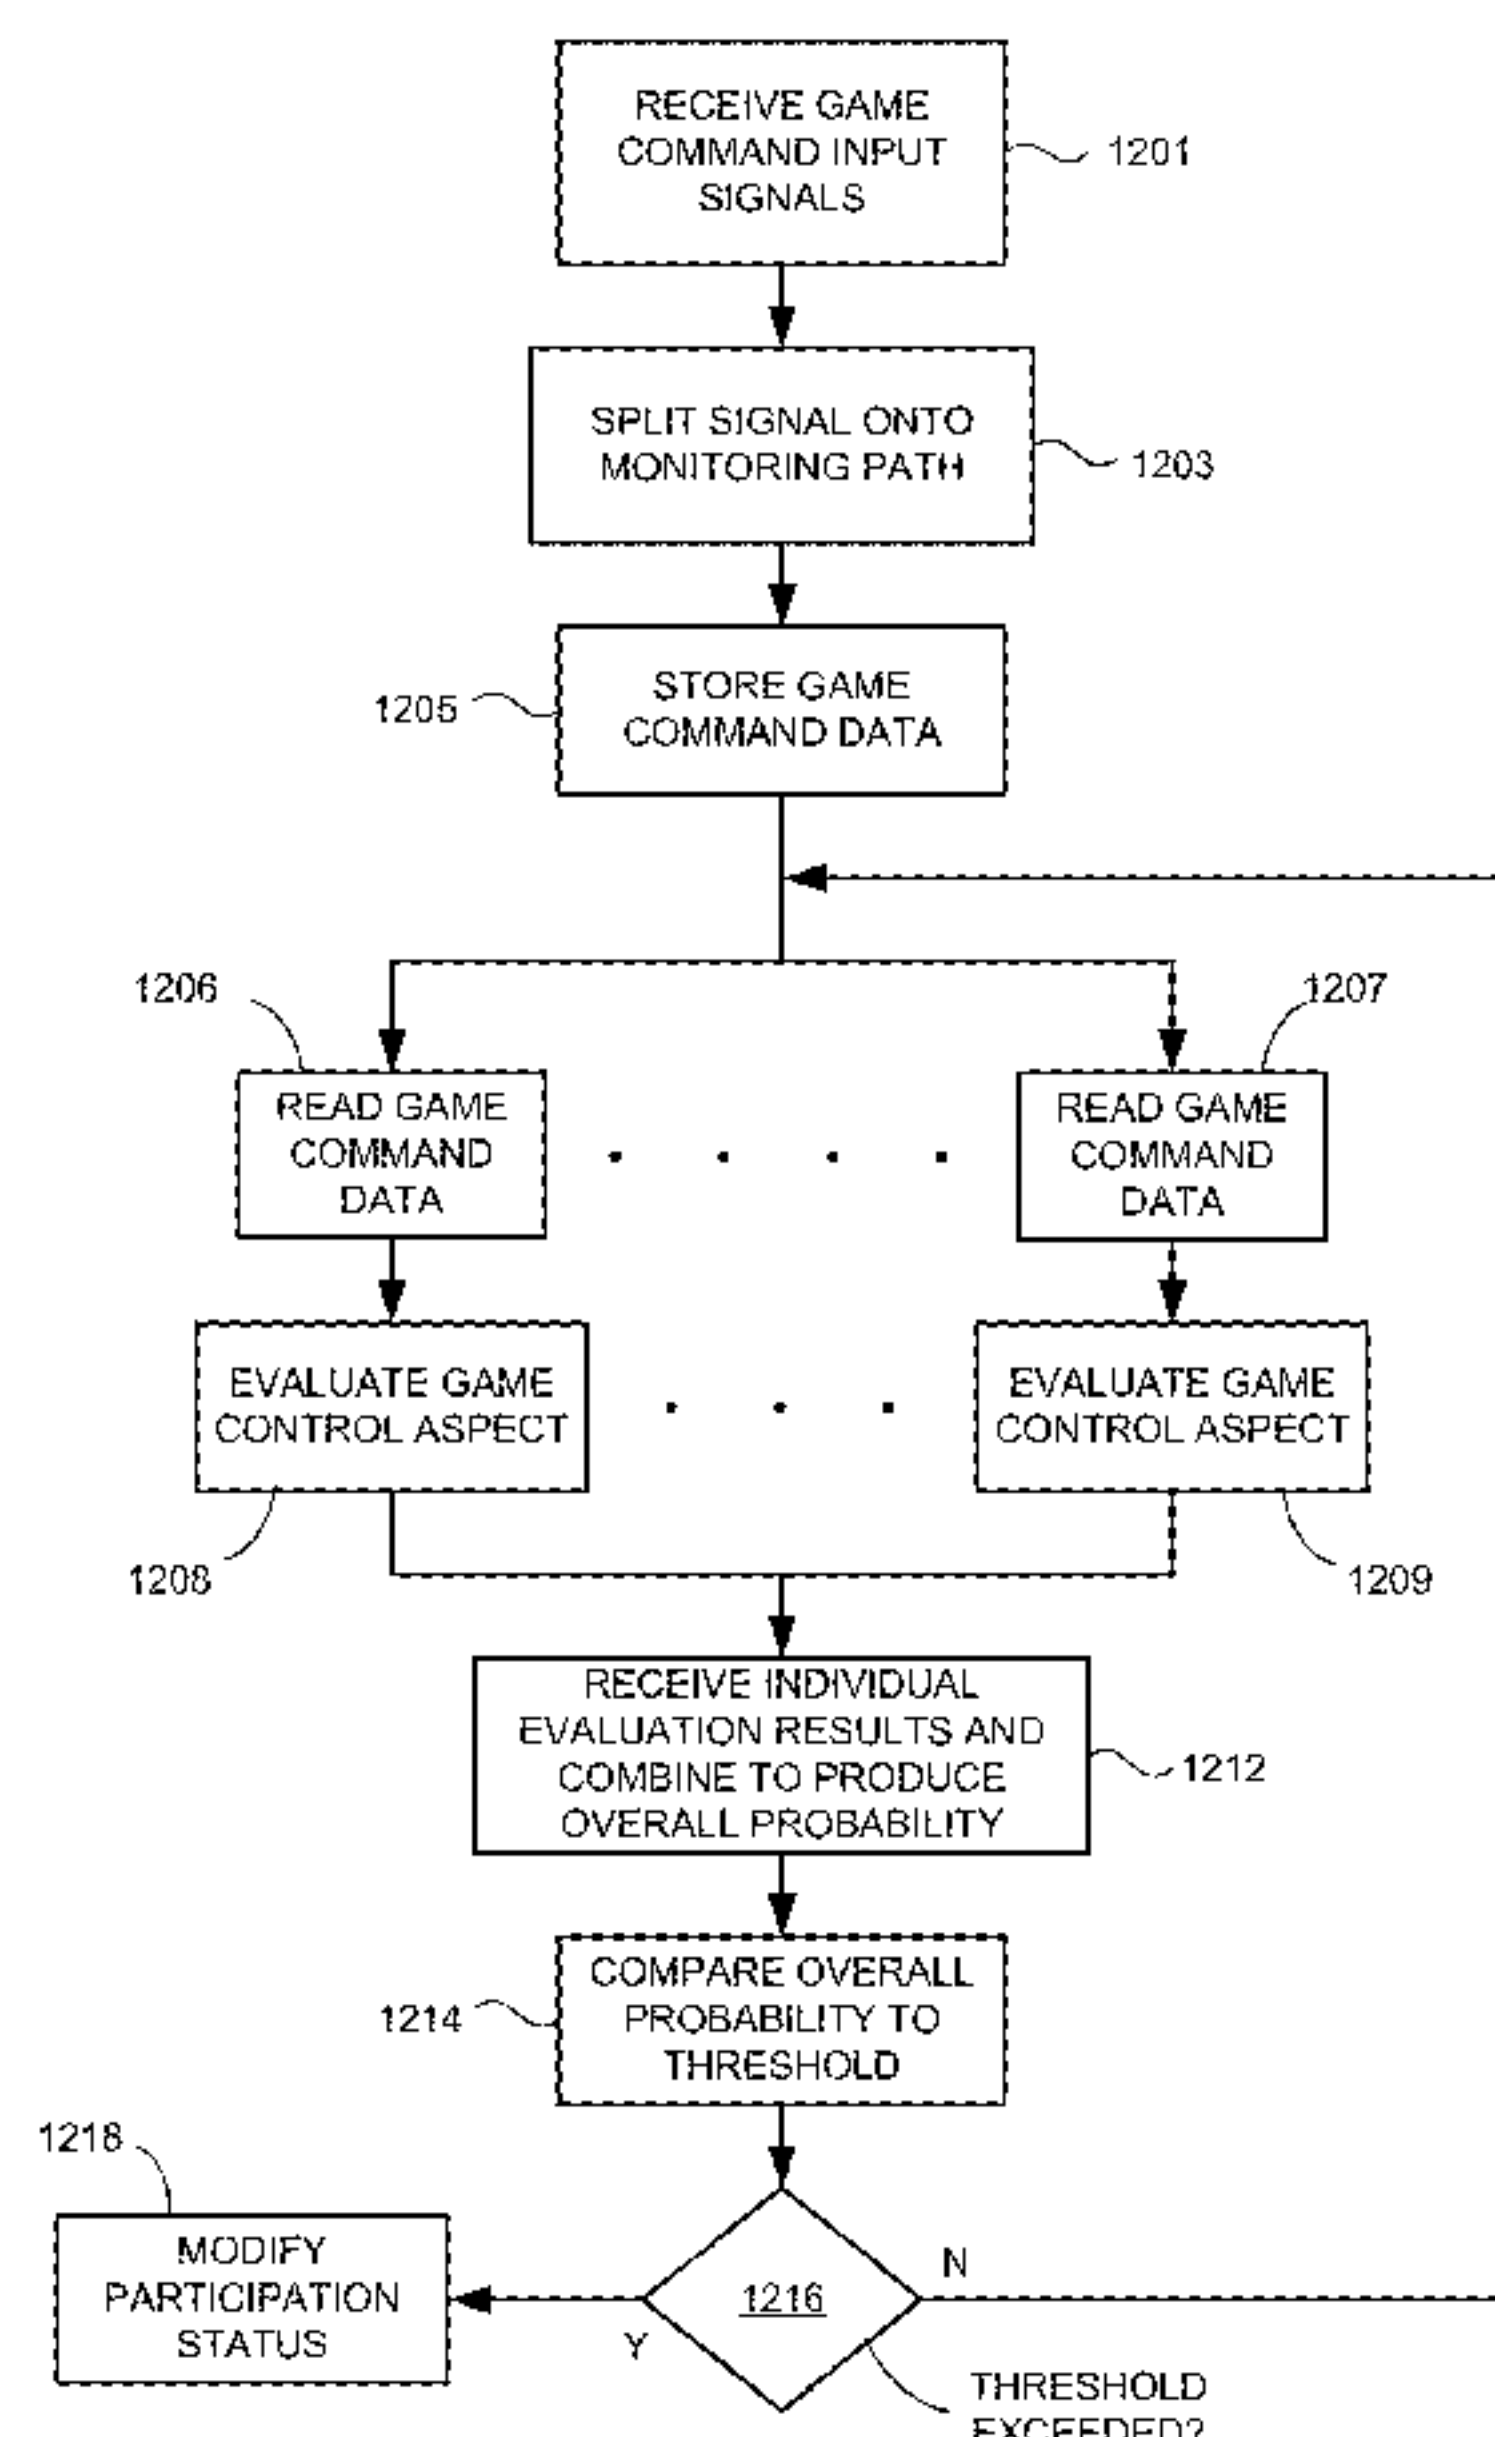 RECEIVE GAME
COMMAND INPUT
SIGNALS
1201
SPLIT SIGNAL ONTO
MONITORING PATH
1203
STORE GAME
COMMAND DATA
1205
1206
1207
READ GAME
COMMAND
DATA
READ GAME
COMMAND
DATA
EVALUATE GAME
CONTROL ASPECT
EVALUATE GAME
CONTROL ASPECT
1208
1209
RECEIVE INDIVIDUAL
EVALUATION RESULTS AND
COMBINE TO PRODUCE
OVERALL PROBABILITY
1212
COMPARE OVERALL
PROBABILITY TO
THRESHOLD
1214
1218
MODIFY
PARTICIPATION
STATUS
Y
1216
N
THRESHOLD
EXCEEDED?